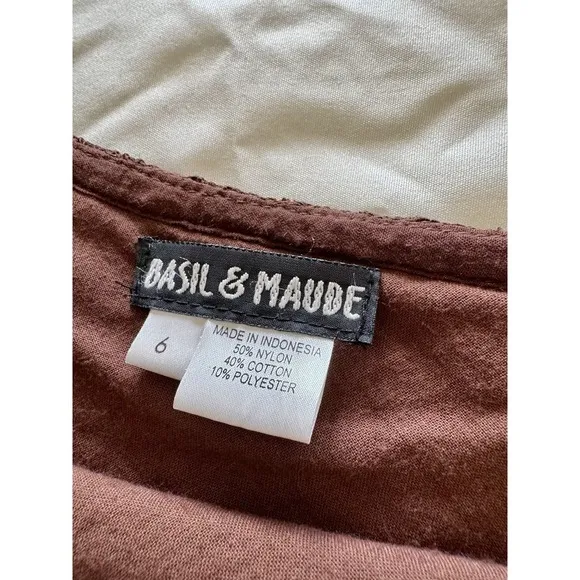 BASIL & MAUDE
6
MADE IN INDONESIA
50% NYLON
40% COTTON
10% POLYESTER